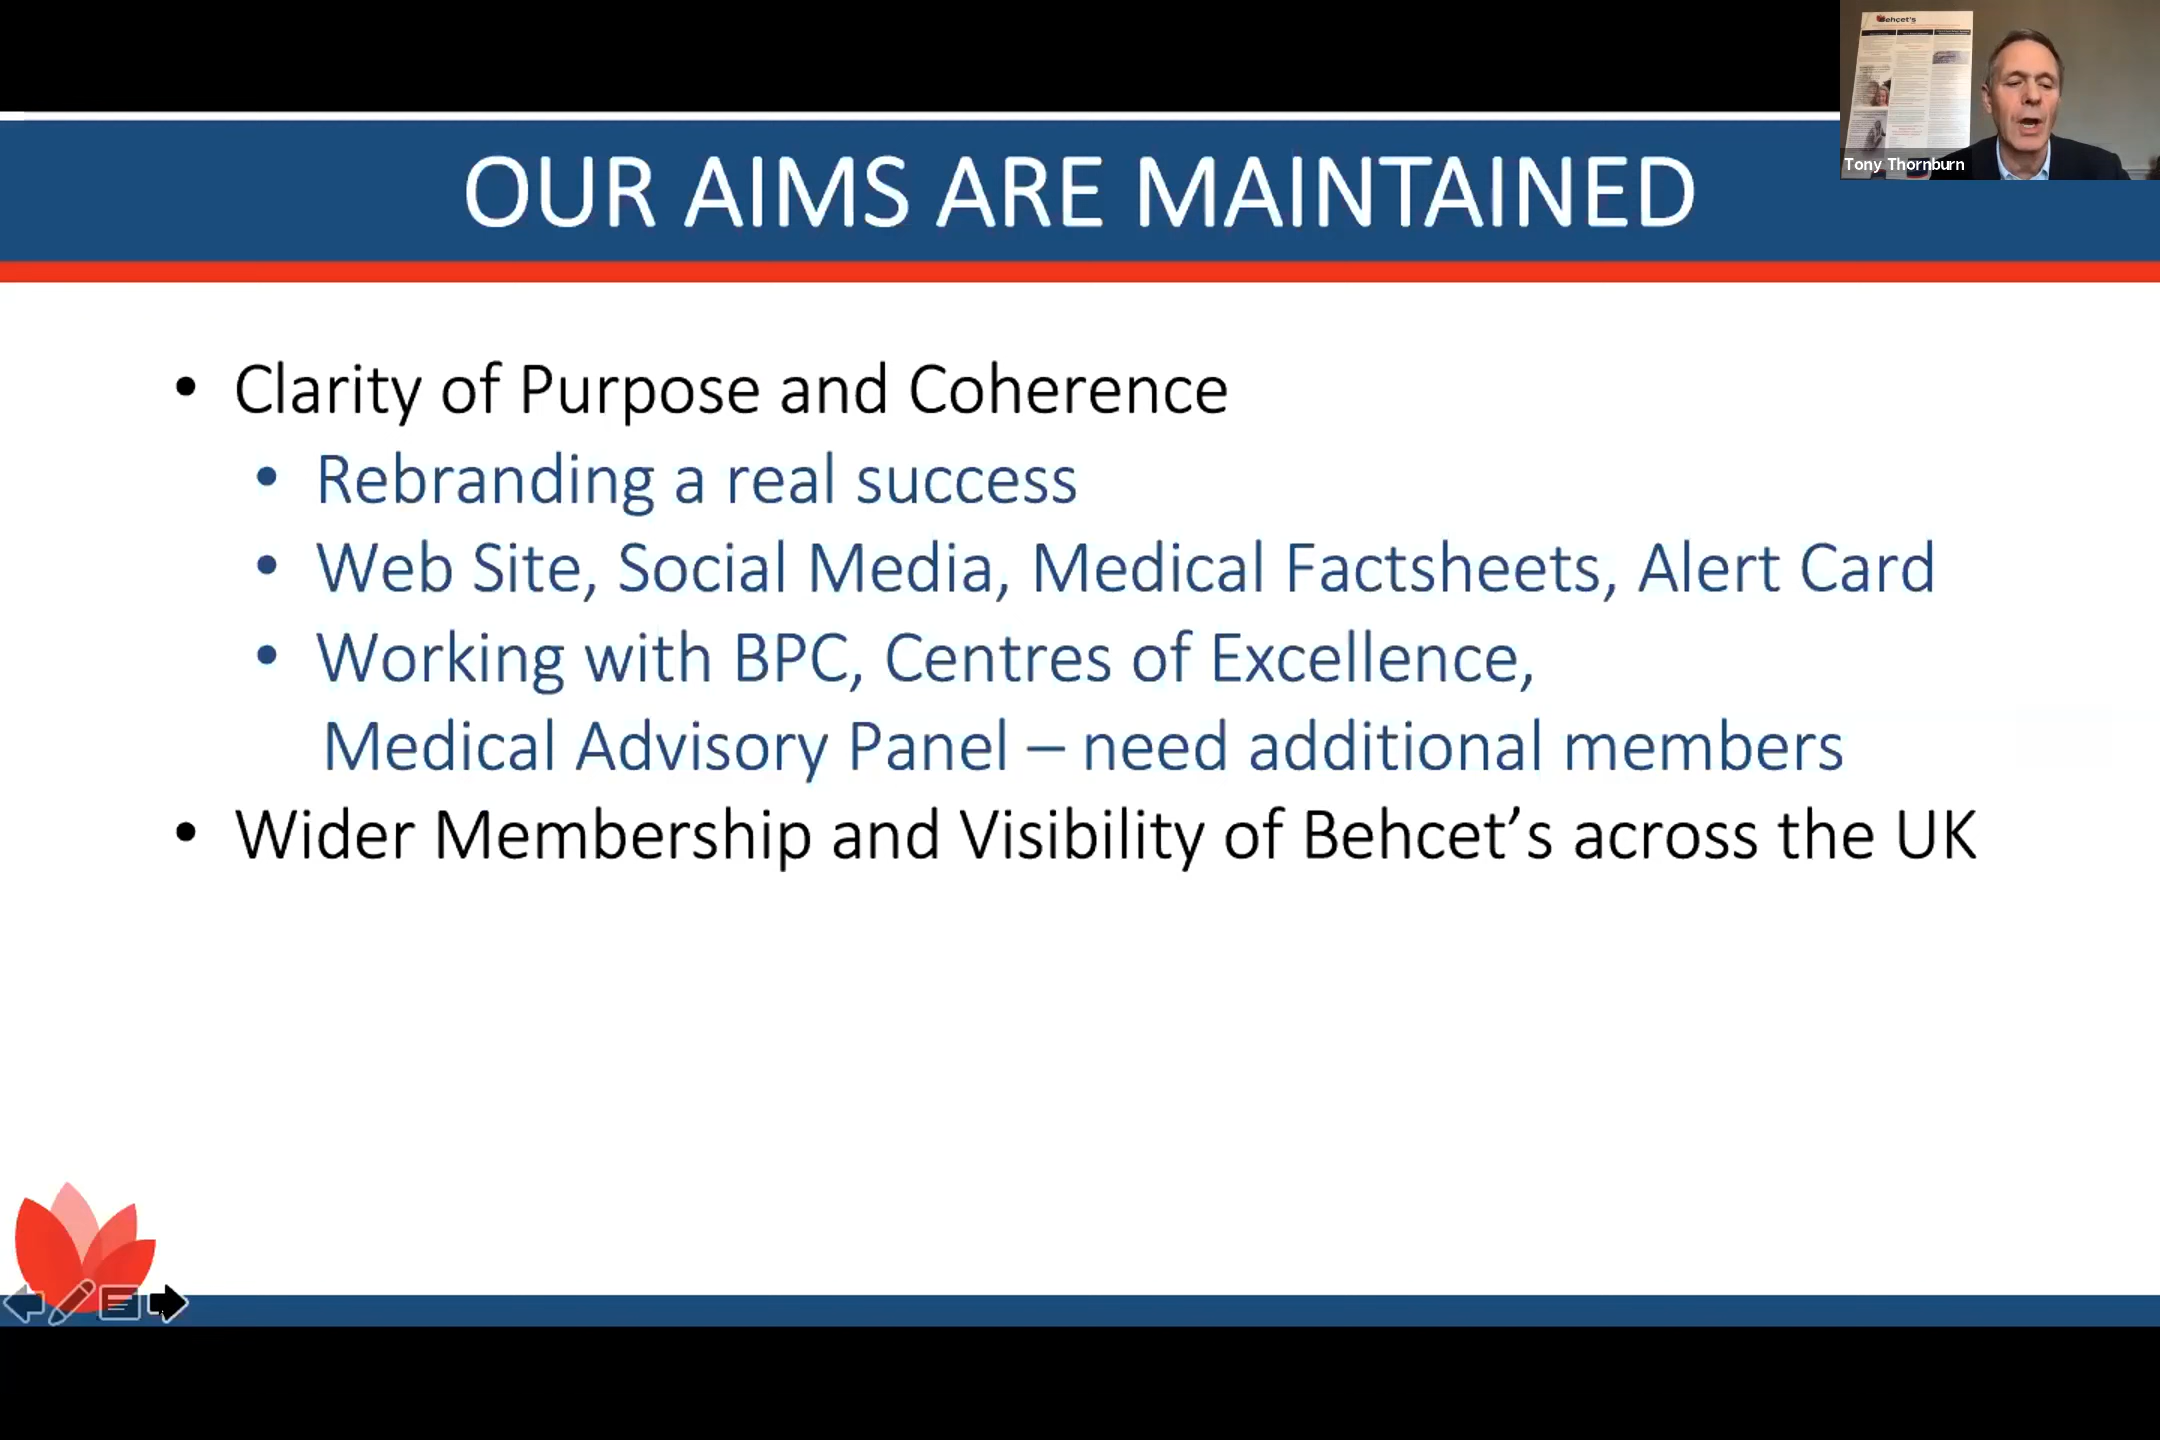 Behcet's
Tony Thornburn
OUR AIMS ARE MAINTAINED
• Clarity of Purpose and Coherence
• Rebranding a real success
• Web Site, Social Media, Medical Factsheets, Alert Card
• Working with BPC, Centres of Excellence,
Medical Advisory Panel – need additional members
• Wider Membership and Visibility of Behcet’s across the UK